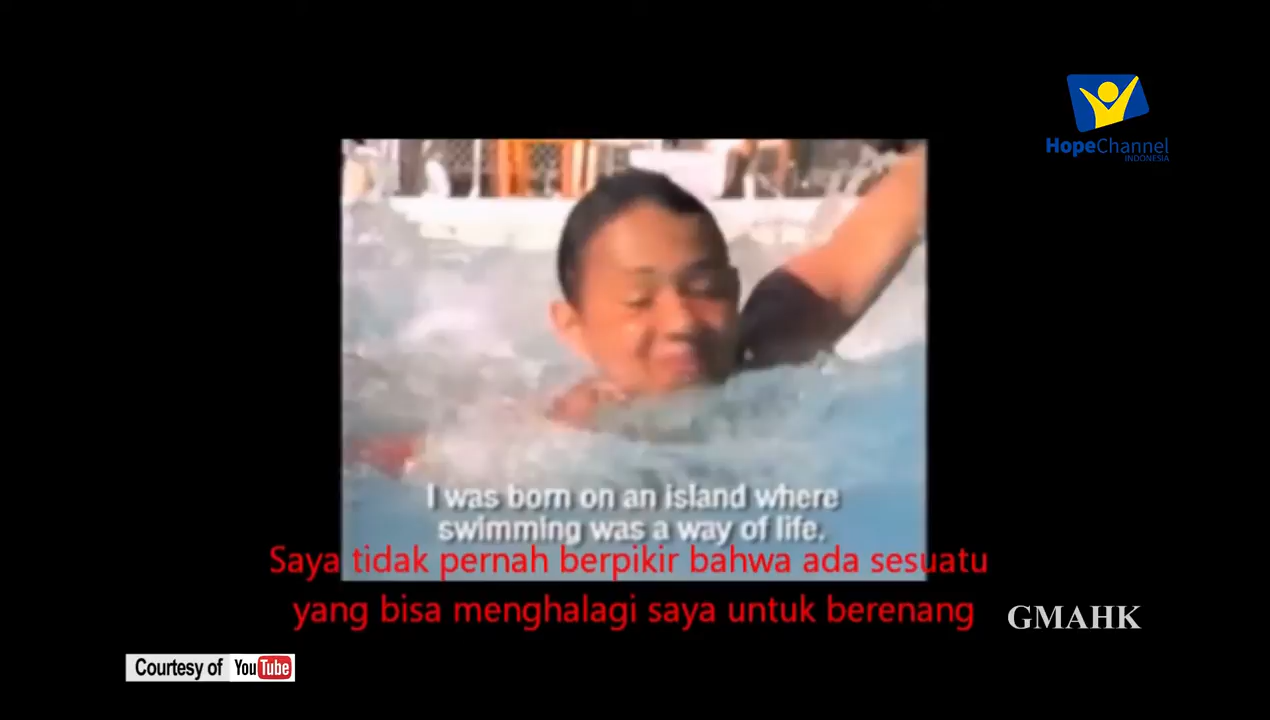 HopeChannel
INDONESIA
I was born on an island where
swimming was a way of life.
Saya tidak pernah berpikir bahwa ada sesuatu
yang bisa menghalagi saya untuk berenang
GMAHK
Courtesy of YouTube